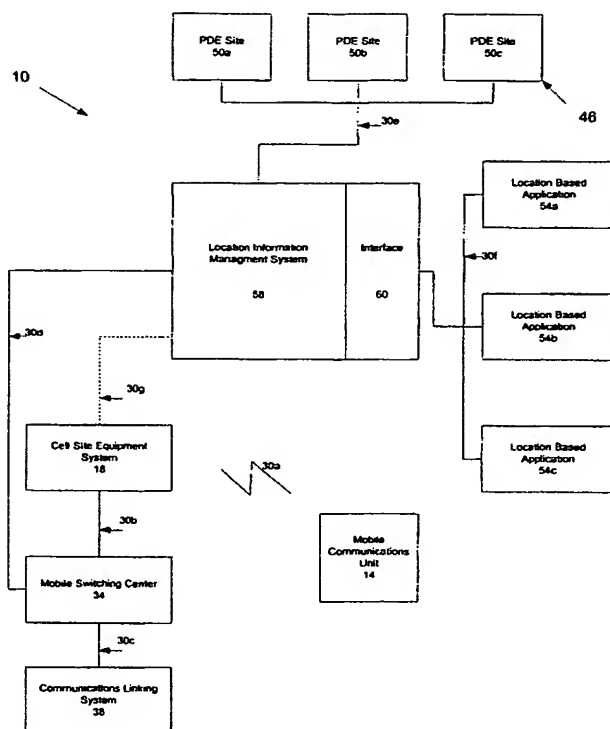 PDE Site
50a
PDE Site
50b
PDE Site
50c
10
46
30e
Location Information
Managment System
58
Interface
60
Location Based
Application
54a
30f
Location Based
Application
54b
Location Based
Application
54c
30d
30g
Cell Site Equipment
System
18
30a
30b
Mobile
Communications
Unit
14
Mobile Switching Center
34
30c
Communications Linking
System
38